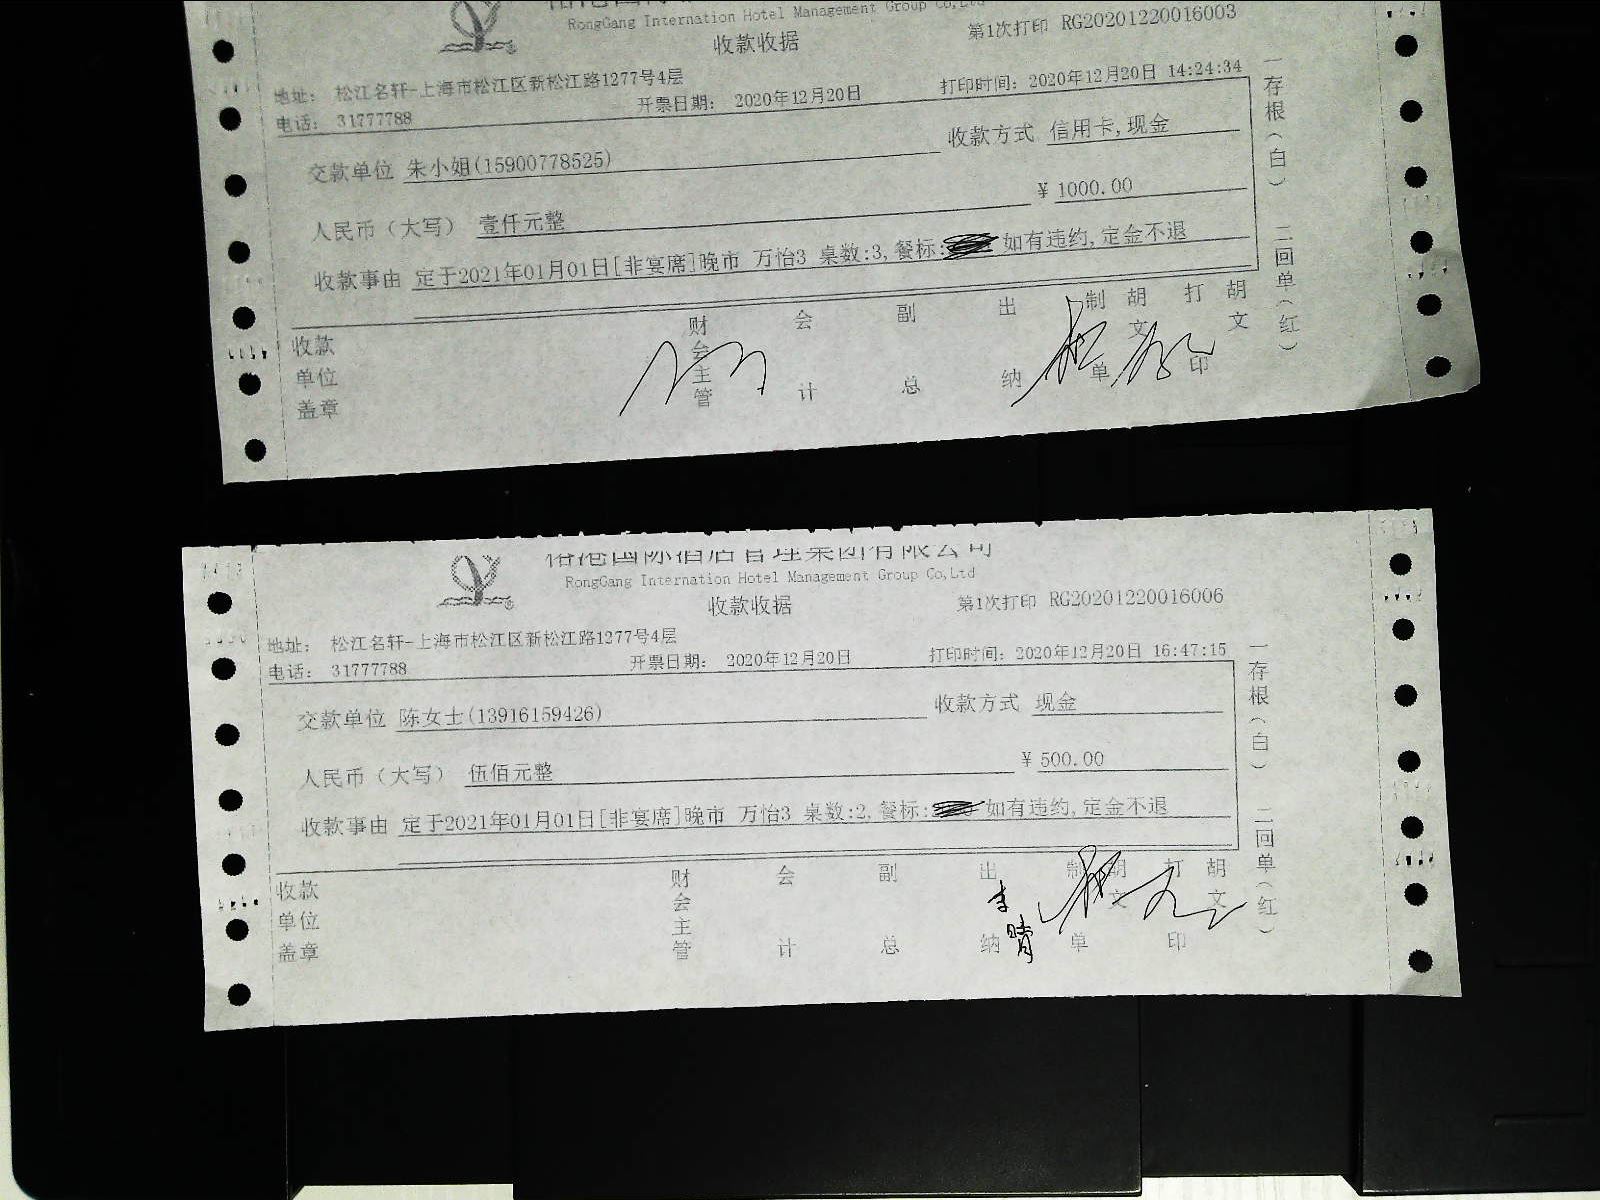 RongGang Internation Hotel Management Group Co,Ltd
收款收据
第1次打印 RG20201220016003
地址： 松江名轩-上海市松江区新松江路1277号4层
电话： 31777788
开票日期： 2020年12月20日
打印时间：2020年12月20日 14:24:34
交款单位 朱小姐(15900778525)
收款方式 信用卡,现金
人民币（大写） 壹仟元整
¥ 1000.00
收款事由 定于2021年01月01日[非宴席]晚市 万怡3 桌数:3,餐标: 如有违约,定金不退
收款单位盖章
财会主管
会计
副总
出纳
制单
胡文
打印
胡文
一存根（白） 二回单（红）
裕港国际酒店管理集团有限公司
RongGang Internation Hotel Management Group Co,Ltd
收款收据
第1次打印 RG20201220016006
地址： 松江名轩-上海市松江区新松江路1277号4层
电话： 31777788
开票日期： 2020年12月20日
打印时间：2020年12月20日 16:47:15
交款单位 陈女士(13916159426)
收款方式 现金
人民币（大写） 伍佰元整
¥ 500.00
收款事由 定于2021年01月01日[非宴席]晚市 万怡3 桌数:2,餐标: 如有违约,定金不退
收款单位盖章
财会主管
会计
副总
出纳
李晴
制单
胡文
打印
胡文
一存根（白） 二回单（红）